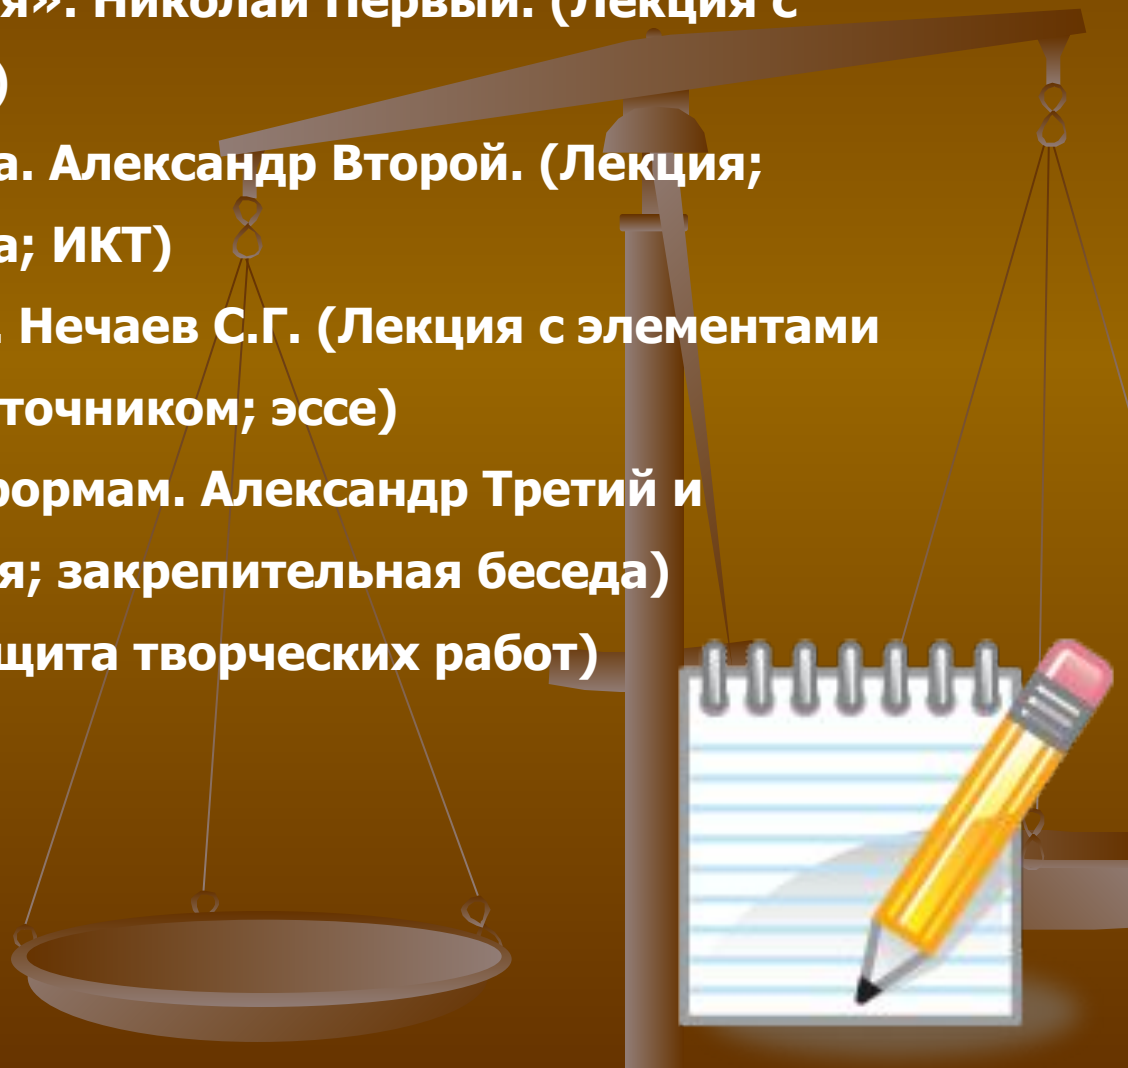 я». Николай Первый. (Лекция с
)
а. Александр Второй. (Лекция;
а; ИКТ)
. Нечаев С.Г. (Лекция с элементами
точником; эссе)
формам. Александр Третий и
я; закрепительная беседа)
щита творческих работ)